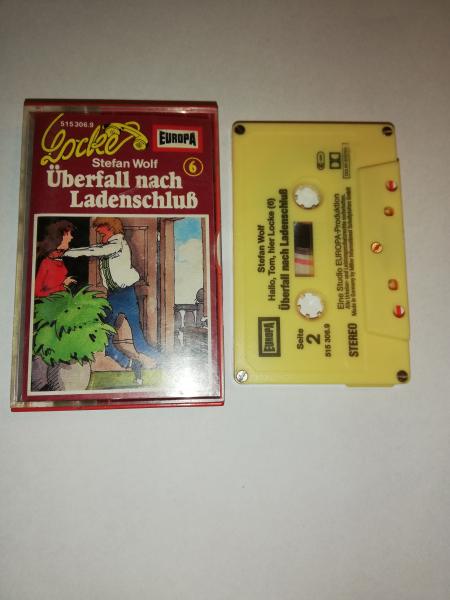 515 306.9
Locke
EUROPA
Stefan Wolf
6
Überfall nach
Ladenschluß
Stefan Wolf
Hallo, Tom, hier Locke (6)
Überfall nach Ladenschluß
EUROPA
Seite
2
515 306.9
Eine Studio EUROPA-Produktion
STEREO